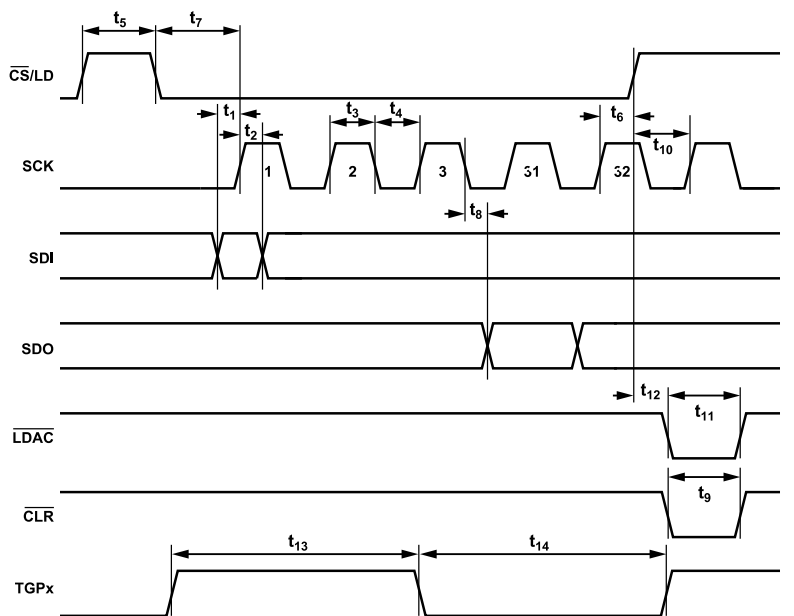 t5 t7
CS/LD
t1 t3 t4 t6
t2 t10
SCK 1 2 3 31 32
t8
SDI
SDO
t12 t11
LDAC
t9
CLR
t13 t14
TGPx